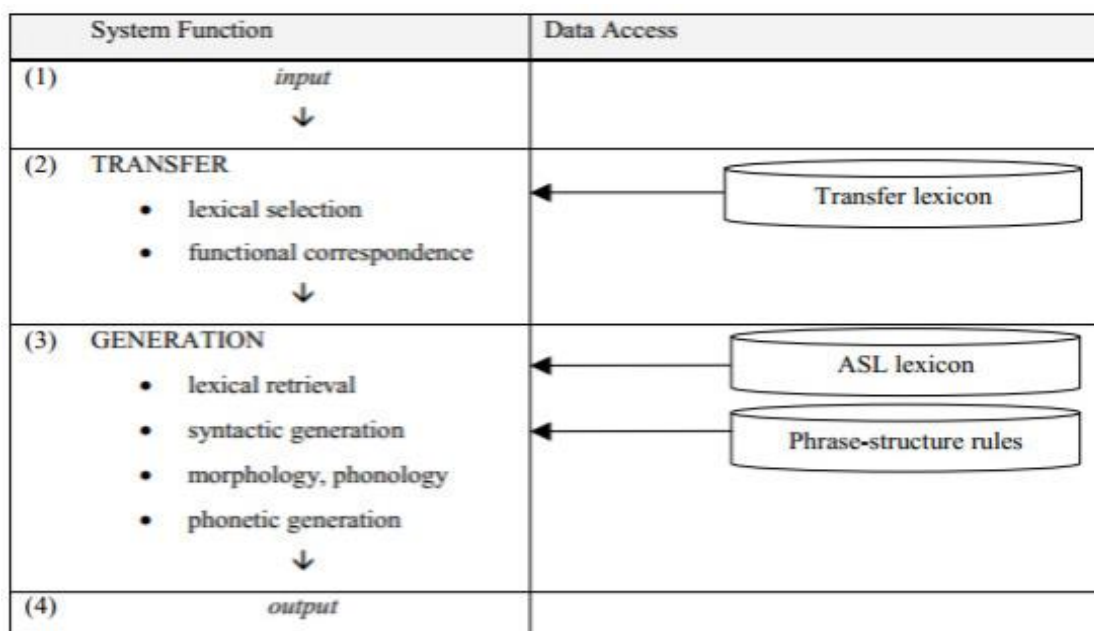 System Function Data Access
(1) input
↓
(2) TRANSFER
Transfer lexicon
• lexical selection
• functional correspondence
↓
(3) GENERATION
ASL lexicon
• lexical retrieval
• syntactic generation
Phrase-structure rules
• morphology, phonology
• phonetic generation
↓
(4) output